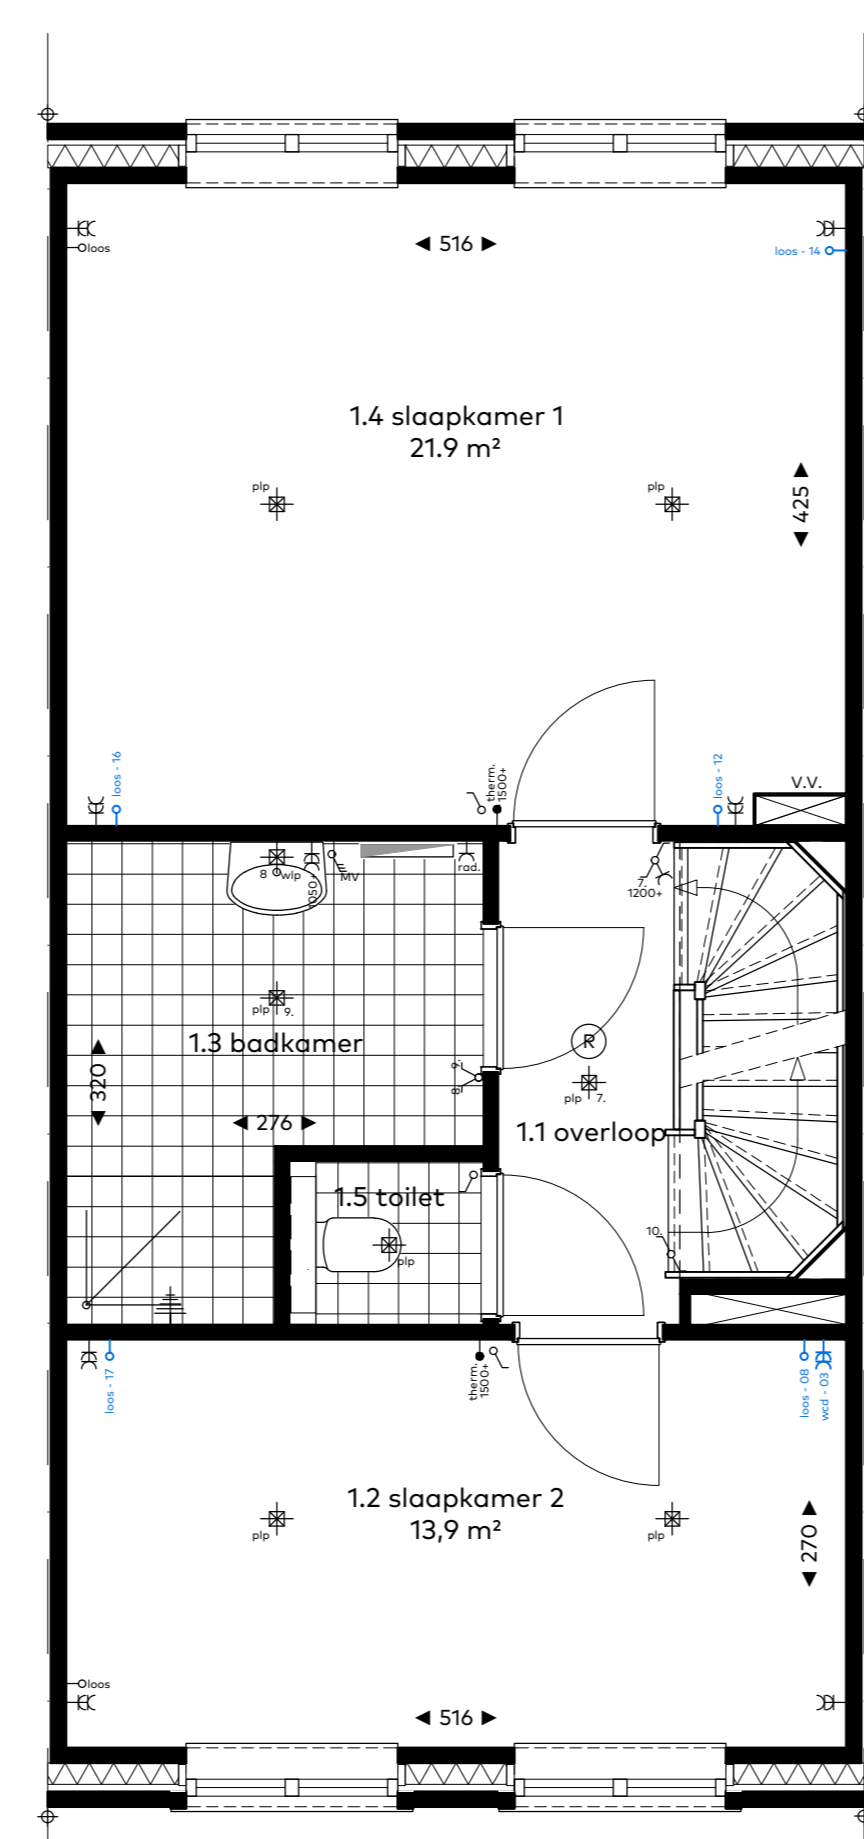 516
loos
loos - 14
1.4 slaapkamer 1
21.9 m²
plp
plp
425
loos - 16
therm.
1500+
loos - 12
V.V.
8
wlp
1050+
MV
rad.
7.
1200+
plp
9.
1.3 badkamer
R
320
9.
8.
plp
7.
276
1.1 overloop
1.5 toilet
plp
10.
loos - 17
therm.
1500+
loos - 08
wcd - 03
1.2 slaapkamer 2
13,9 m²
plp
plp
270
loos
516